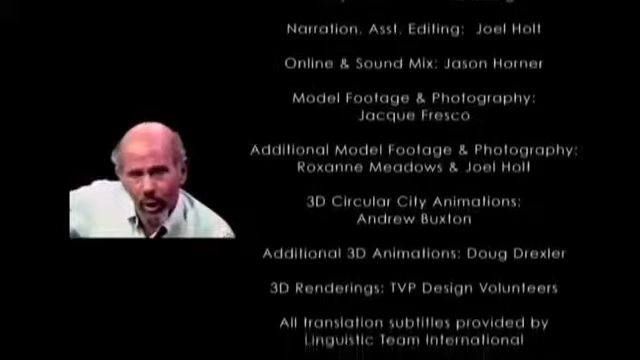 Narration, Asst. Editing: Joel Holt
Online & Sound Mix: Jason Horner
Model Footage & Photography:
Jacque Fresco
Additional Model Footage & Photography:
Roxanne Meadows & Joel Holt
3D Circular City Animations:
Andrew Buxton
Additional 3D Animations: Doug Drexler
3D Renderings: TVP Design Volunteers
All translation subtitles provided by
Linguistic Team International